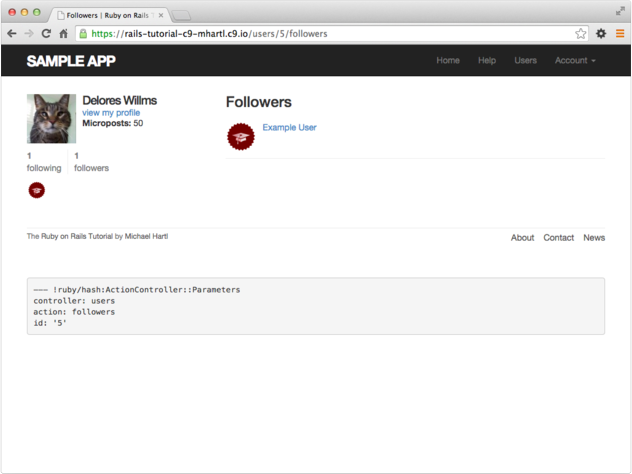 Followers | Ruby on Rails T
https://rails-tutorial-c9-mhartl.c9.io/users/5/followers
SAMPLE APP
Home Help Users Account
Delores Willms
view my profile
Microposts: 50
1 1
following followers
Followers
Example User
The Ruby on Rails Tutorial by Michael Hartl
About Contact News
--- !ruby/hash:ActionController::Parameters
controller: users
action: followers
id: '5'